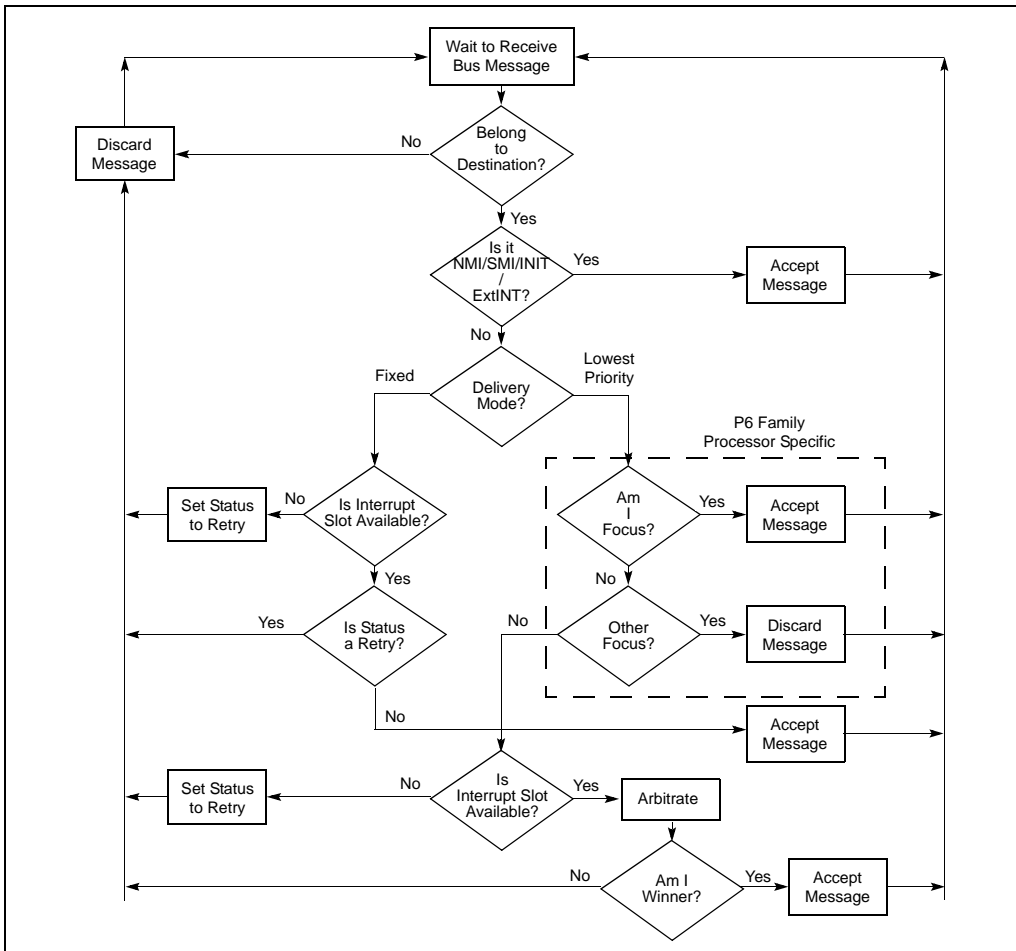 Wait to Receive
Bus Message
Belong
to
Destination?
No
Discard
Message
Yes
Is it
NMI/SMI/INIT
/
ExtINT?
Yes
Accept
Message
No
Delivery
Mode?
Fixed
Lowest
Priority
P6 Family
Processor Specific
Set Status
to Retry
No
Is Interrupt
Slot Available?
Am
I
Focus?
Yes
Accept
Message
Yes
No
Yes
Is Status
a Retry?
No
Other
Focus?
Yes
Discard
Message
No
Accept
Message
Set Status
to Retry
No
Is
Interrupt Slot
Available?
Yes
Arbitrate
No
Am I
Winner?
Yes
Accept
Message